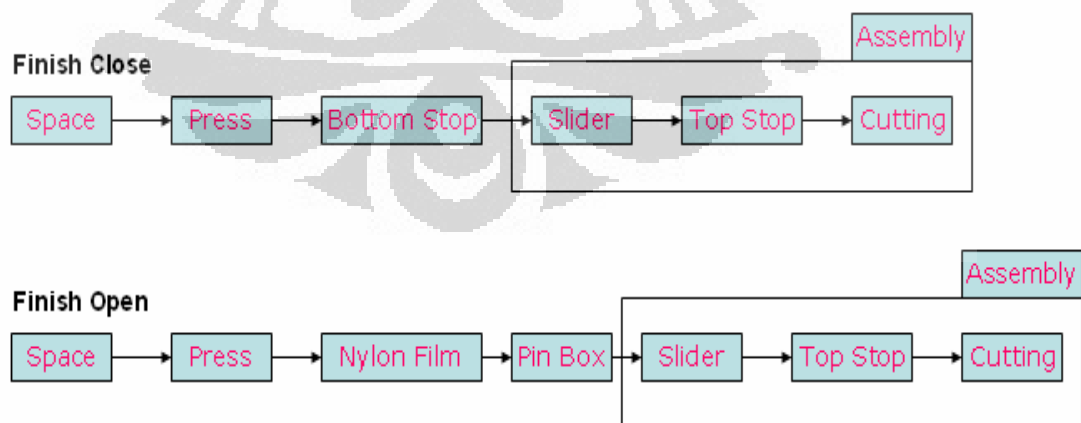 Assembly
Finish Close
Space Press Bottom Stop Slider Top Stop Cutting
Assembly
Finish Open
Space Press Nylon Film Pin Box Slider Top Stop Cutting